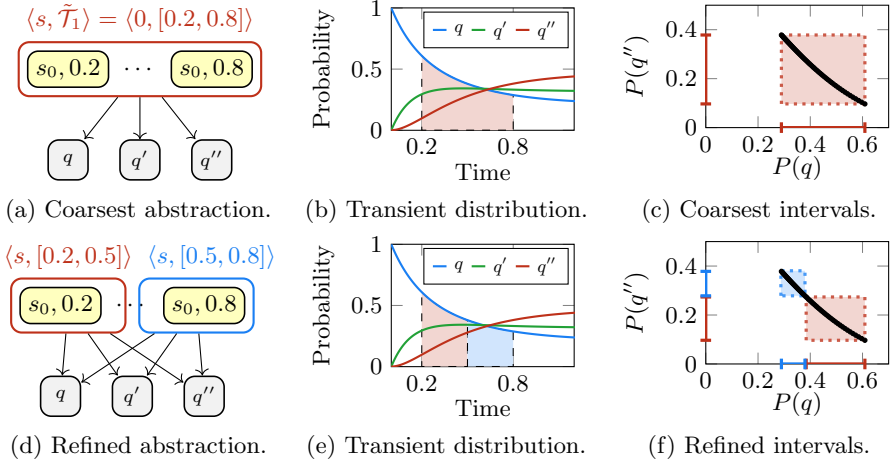 ⟨s, 𝒯̃₁⟩ = ⟨0, [0.2, 0.8]⟩
s₀, 0.2 ··· s₀, 0.8
q q′ q″
(a) Coarsest abstraction.
Probability
1
0.5
0
q q′ q″
0.2 0.8
Time
(b) Transient distribution.
P(q″)
0.4
0.2
0
0 0.2 0.4 0.6
P(q)
(c) Coarsest intervals.
⟨s, [0.2, 0.5]⟩ ⟨s, [0.5, 0.8]⟩
s₀, 0.2 ··· s₀, 0.8
q q′ q″
(d) Refined abstraction.
Probability
1
0.5
0
q q′ q″
0.2 0.8
Time
(e) Transient distribution.
P(q″)
0.4
0.2
0
0 0.2 0.4 0.6
P(q)
(f) Refined intervals.